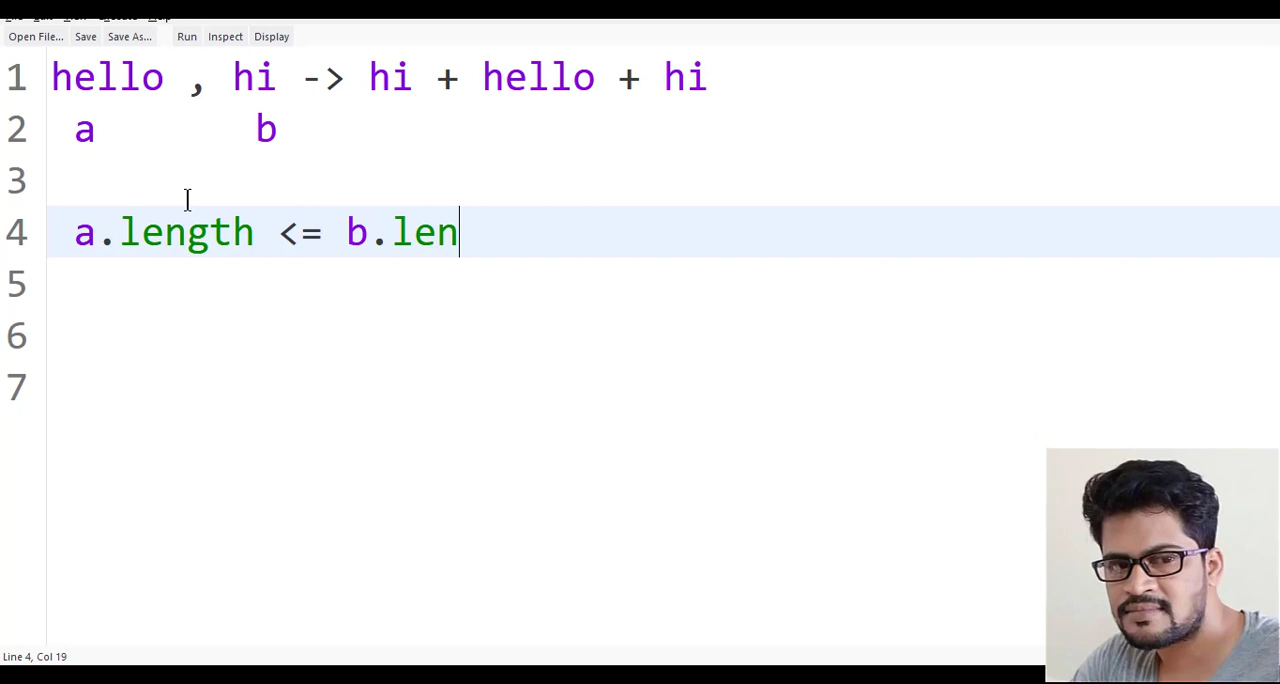 Open File... Save Save As... Run Inspect Display
1 hello , hi -> hi + hello + hi
2 a b
3
4 a.length <= b.len
5
6
7
Line 4, Col 19